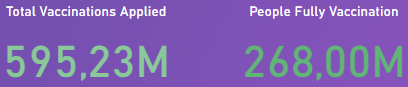 Total Vaccinations Applied People Fully Vaccination
595,23M 268,00M